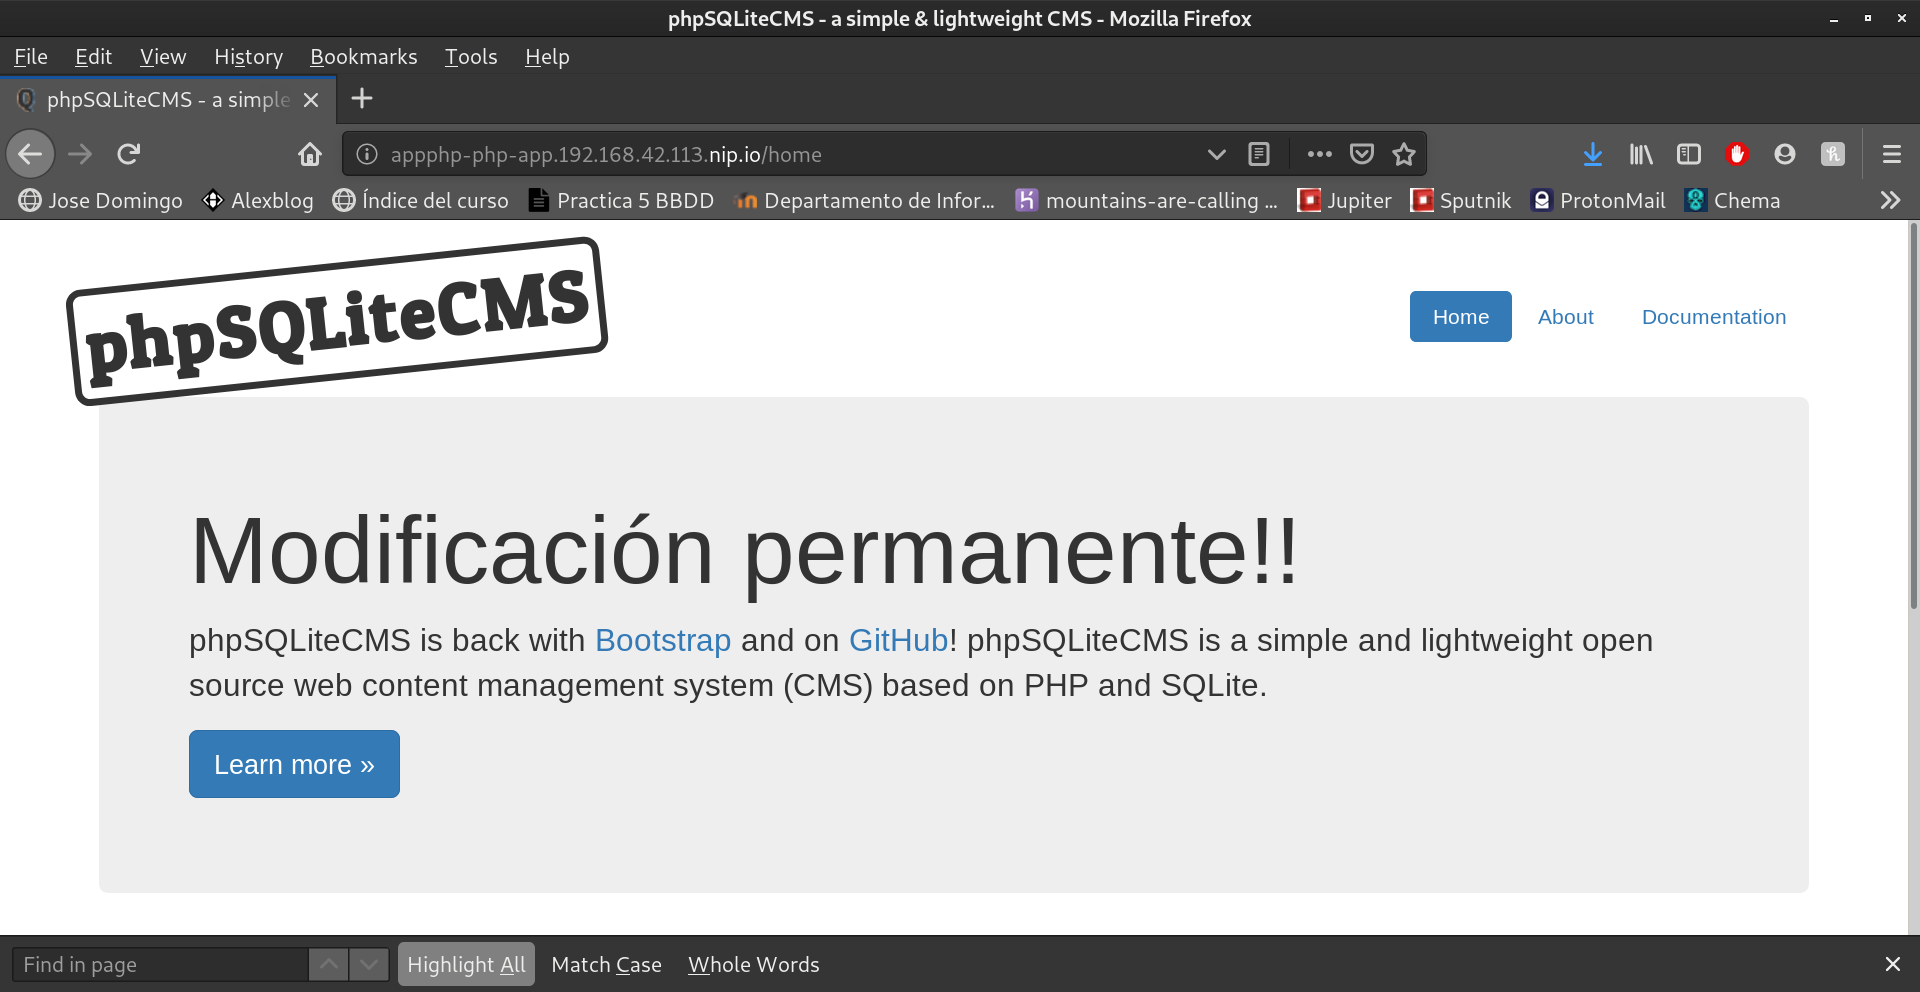 phpSQLiteCMS - a simple & lightweight CMS - Mozilla Firefox
File Edit View History Bookmarks Tools Help
phpSQLiteCMS - a simple
appphp-php-app.192.168.42.113.nip.io/home
Jose Domingo Alexblog Índice del curso Practica 5 BBDD Departamento de Infor... mountains-are-calling ... Jupiter Sputnik ProtonMail Chema
phpSQLiteCMS
Home About Documentation
Modificación permanente!!
phpSQLiteCMS is back with Bootstrap and on GitHub! phpSQLiteCMS is a simple and lightweight open
source web content management system (CMS) based on PHP and SQLite.
Learn more »
Find in page Highlight All Match Case Whole Words